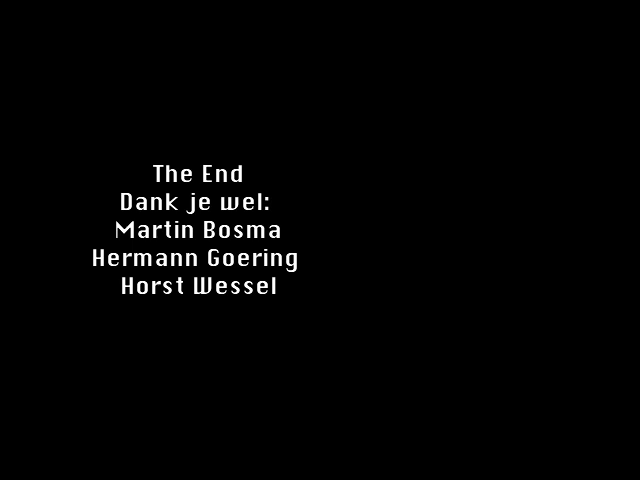 The End
Dank je wel:
Martin Bosma
Hermann Goering
Horst Wessel